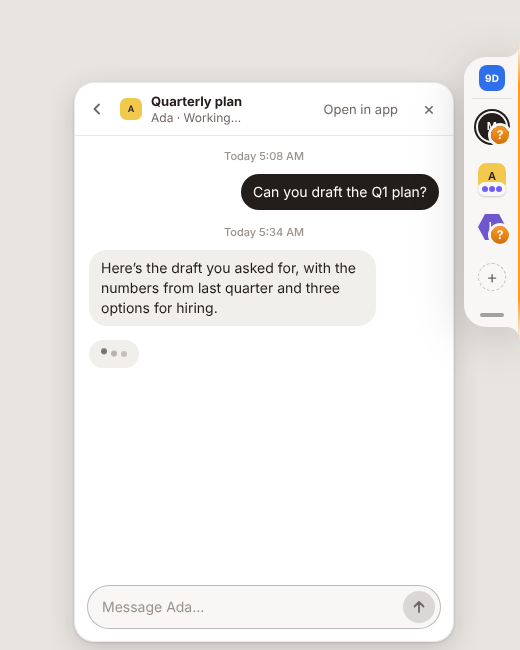 9D
A
Quarterly plan
Ada · Working...
Open in app
Today 5:08 AM
Can you draft the Q1 plan?
Today 5:34 AM
Here’s the draft you asked for, with the
numbers from last quarter and three
options for hiring.
Message Ada...
?
A
?